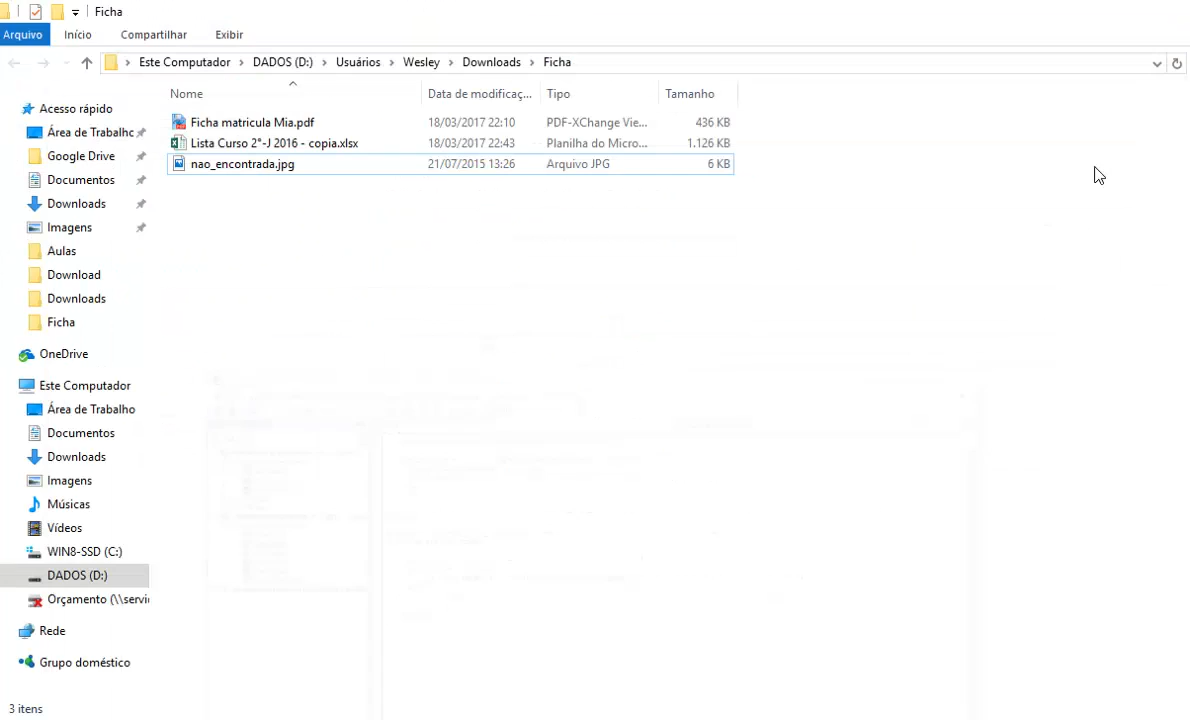 Ficha
Arquivo Início Compartilhar Exibir
Este Computador > DADOS (D:) > Usuários > Wesley > Downloads > Ficha
Nome Data de modificaç... Tipo Tamanho
Ficha matricula Mia.pdf 18/03/2017 22:10 PDF-XChange Vie... 436 KB
Lista Curso 2°-J 2016 - copia.xlsx 18/03/2017 22:43 Planilha do Micro... 1.126 KB
nao_encontrada.jpg 21/07/2015 13:26 Arquivo JPG 6 KB
Acesso rápido
Área de Trabalho
Google Drive
Documentos
Downloads
Imagens
Aulas
Download
Downloads
Ficha
OneDrive
Este Computador
Área de Trabalho
Documentos
Downloads
Imagens
Músicas
Vídeos
WIN8-SSD (C:)
DADOS (D:)
Orçamento (\\servi
Rede
Grupo doméstico
3 itens